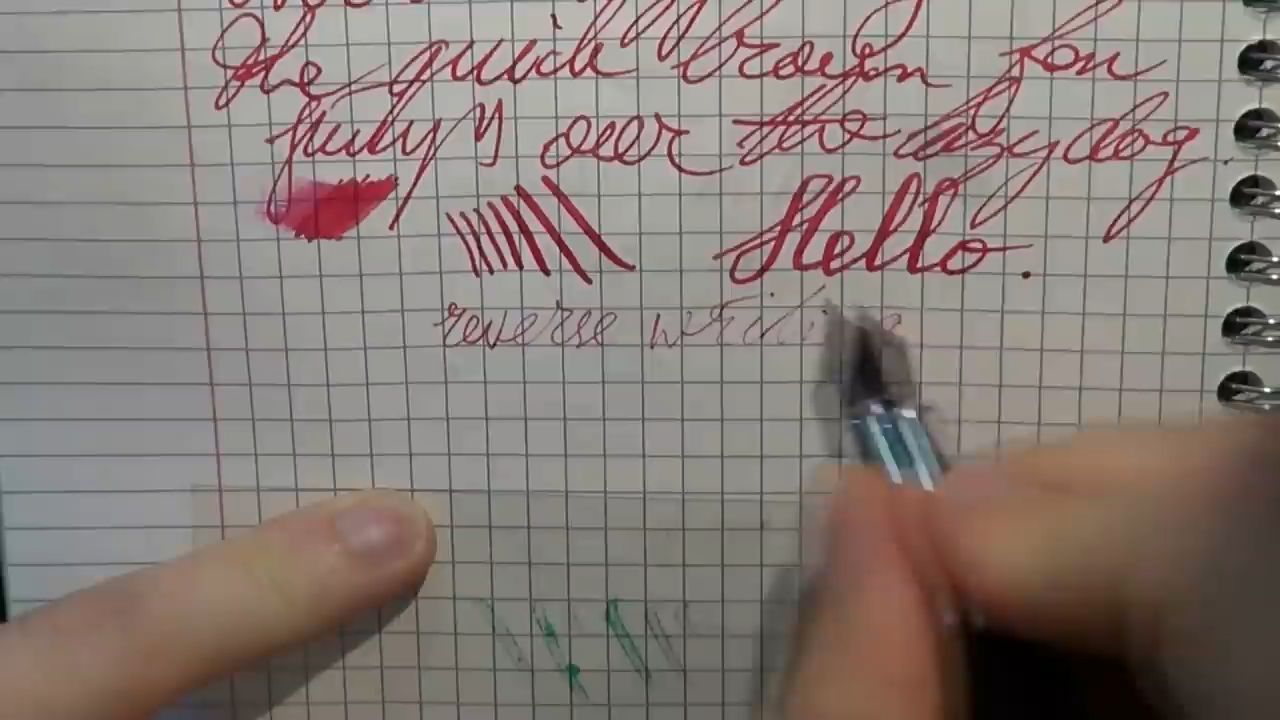 The quick brown fox
jumps over the lazy dog.
Hello.
reverse writing